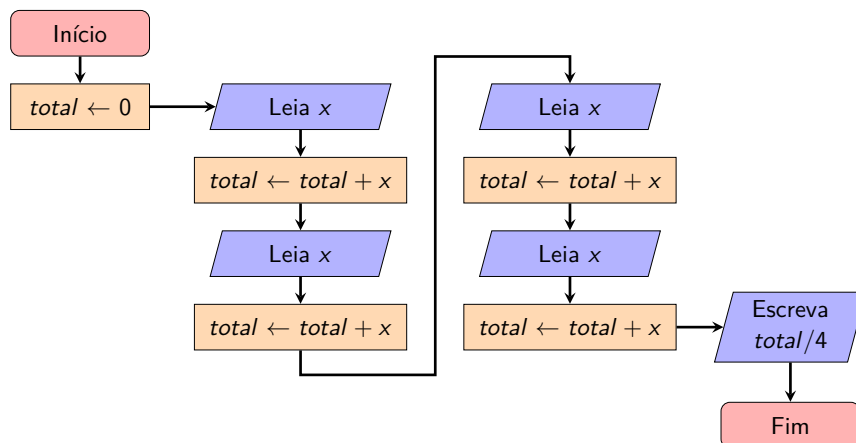 Início
total ← 0
Leia x
total ← total + x
Leia x
total ← total + x
Leia x
total ← total + x
Leia x
total ← total + x
Escreva
total/4
Fim